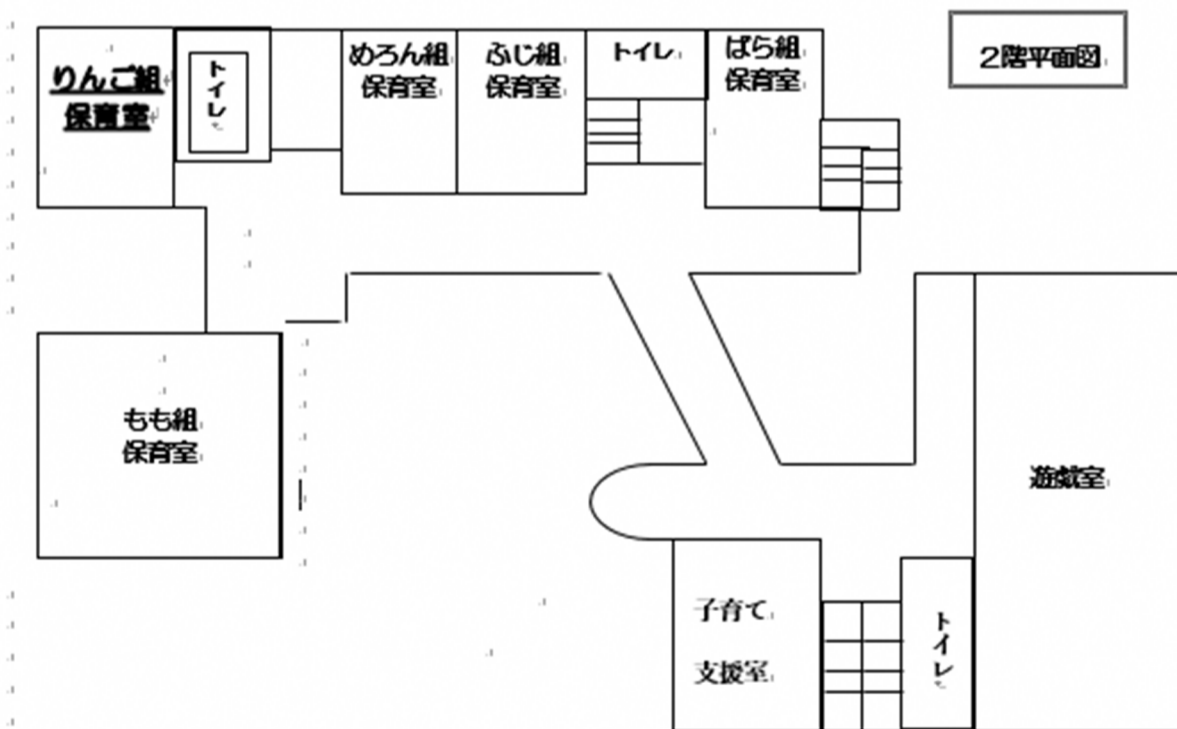 ２階平面図
りんご組
保育室
トイレ
めろん組
保育室
ふじ組
保育室
トイレ
ばら組
保育室
もも組
保育室
遊戯室
子育て
支援室
トイレ